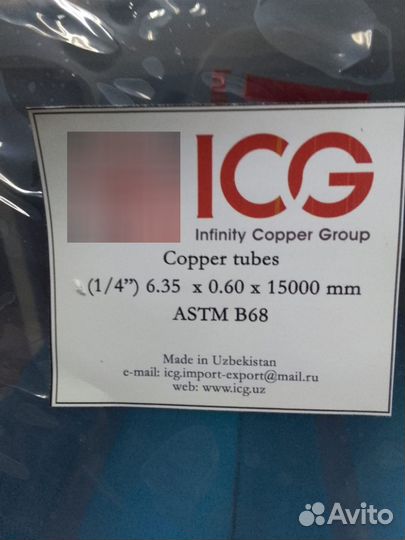 ICG
Infinity Copper Group
Copper tubes
(1/4”) 6.35 x 0.60 x 15000 mm
ASTM B68
Made in Uzbekistan
e-mail: icg.import-export@mail.ru
web: www.icg.uz
Avito